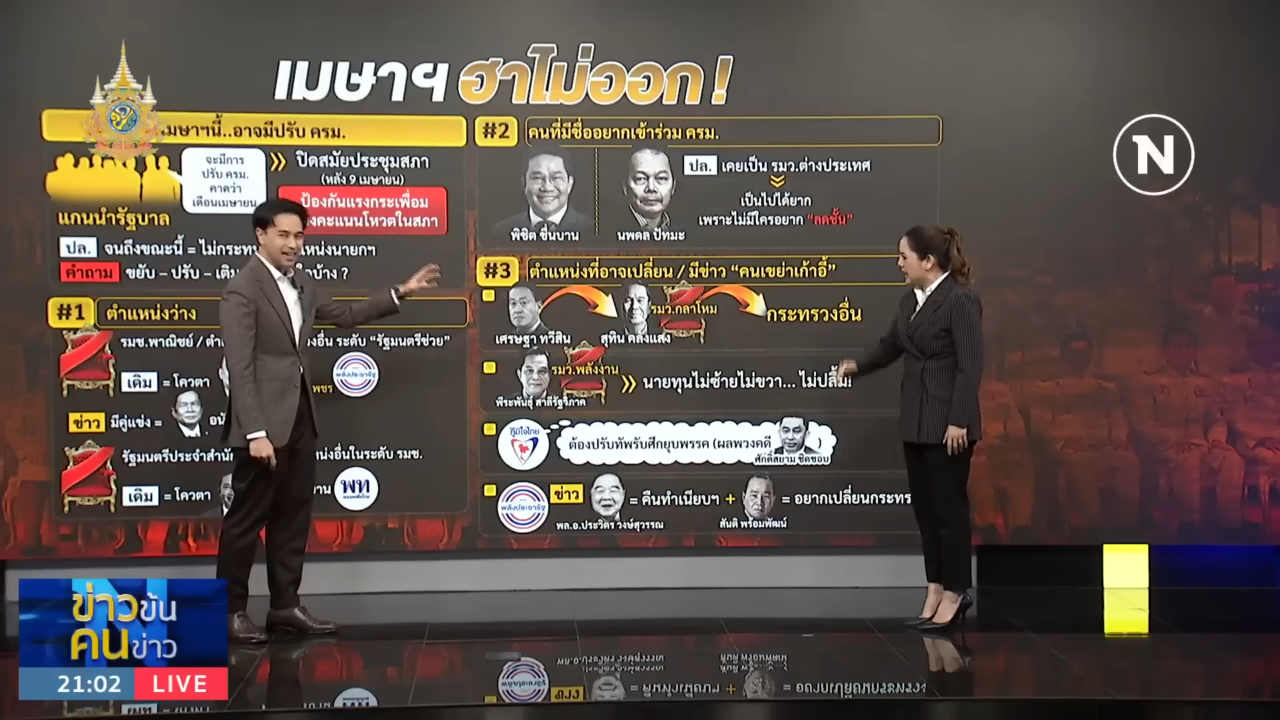 เมษาฯ ฮาไม่ออก !
เมษาฯนี้..อาจมีปรับ ครม.
จะมีการ
ปรับ ครม.
คาดว่า
เดือนเมษายน
ปิดสมัยประชุมสภา
(หลัง 9 เมษายน)
แกนนำรัฐบาล
ป้องกันแรงกระเพื่อม
คะแนนโหวตในสภา
ปล. จนถึงขณะนี้ = ไม่กระทบ นายกฯ
คำถาม ขยับ – ปรับ – บ้าง ?
#1 ตำแหน่งว่าง
รมช.พาณิชย์ / อื่น ระดับ “รัฐมนตรีช่วย”
เดิม = โควตา
พลังประชารัฐ
ข่าว มีคู่แข่ง =
อื่นในระดับ รมช.
เดิม = โควตา
พท
#2 คนที่มีชื่ออยากเข้าร่วม ครม.
พิชิต ชื่นบาน
นพดล ปัทมะ
ปล. เคยเป็น รมว.ต่างประเทศ
เป็นไปได้ยาก
เพราะไม่มีใครอยาก “ลดชั้น”
#3 ตำแหน่งที่อาจเปลี่ยน / มีข่าว “คนเขย่าเก้าอี้”
เศรษฐา ทวีสิน
สุทิน คลังแสง
รมว.กลาโหม
กระทรวงอื่น
พีระพันธุ์ สาลีรัฐวิภาค
รมว.พลังงาน
นายทุนไม่ซ้ายไม่ขวา... ไม่ปลื้ม!
ภูมิใจไทย
ต้องปรับทัพรับศึกยุบพรรค (ผลพวงคดี
ศักดิ์สยาม ชิดชอบ
)
พลังประชารัฐ
ข่าว
พล.อ.ประวิตร วงษ์สุวรรณ
= คืนทำเนียบฯ +
สันติ พร้อมพัฒน์
= อยากเปลี่ยนกระทร
N
ข่าวข้น
คนข่าว
21:02 LIVE